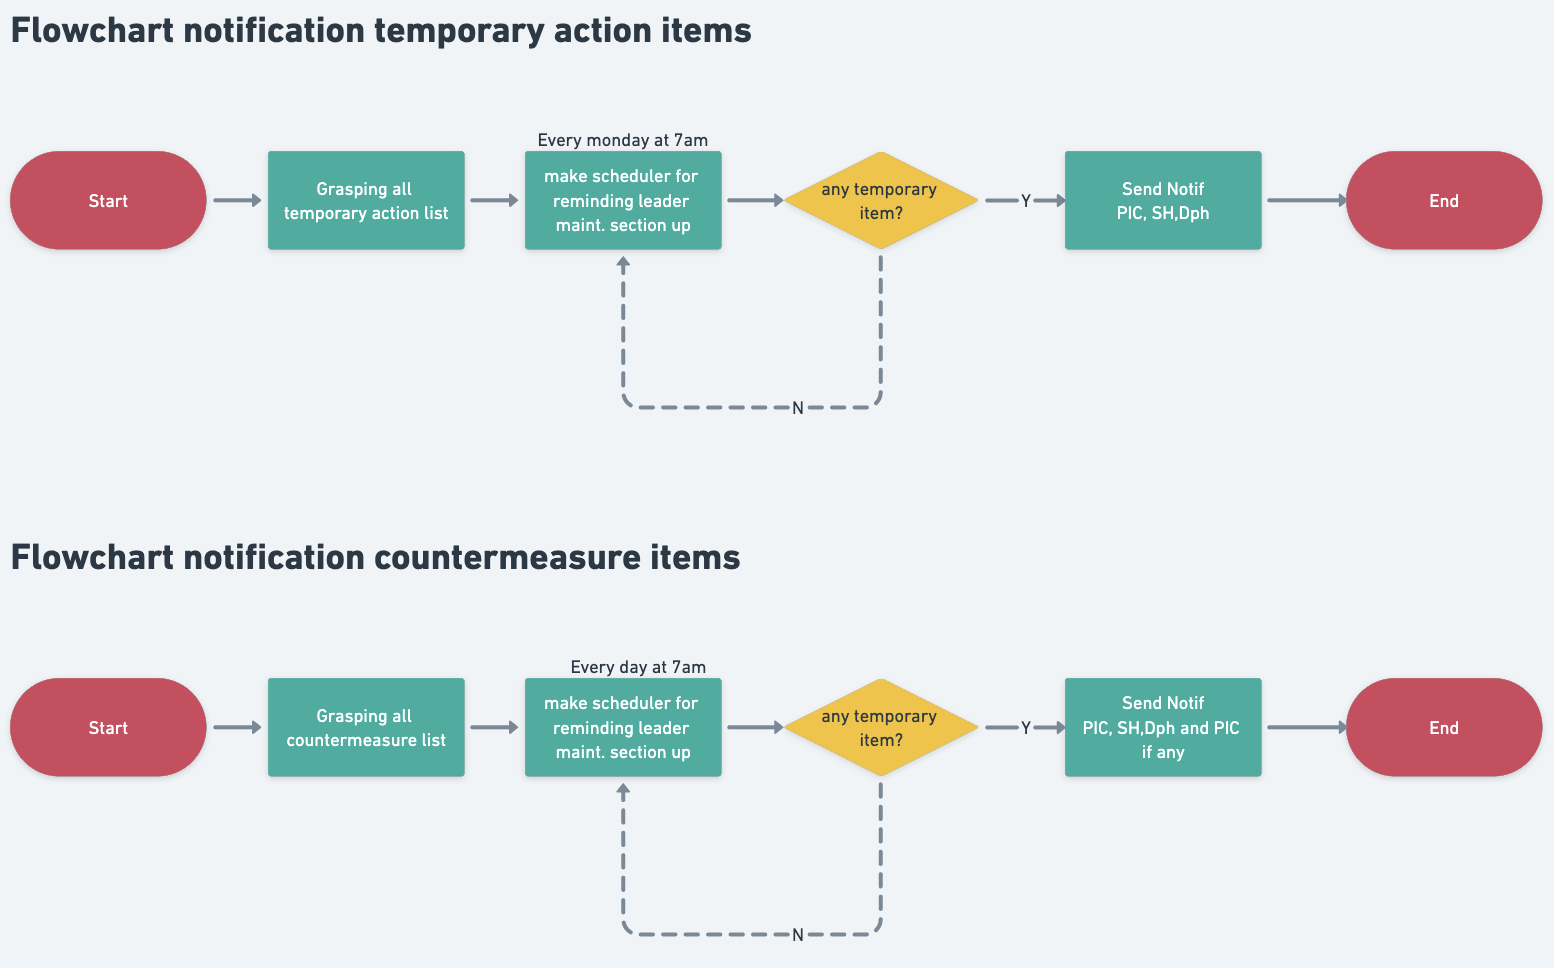 Flowchart notification temporary action items
Every monday at 7am
Start
Grasping all
temporary action list
make scheduler for
reminding leader
maint. section up
any temporary
item?
Y
Send Notif
PIC, SH,Dph
End
N
Flowchart notification countermeasure items
Every day at 7am
Start
Grasping all
countermeasure list
make scheduler for
reminding leader
maint. section up
any temporary
item?
Y
Send Notif
PIC, SH,Dph and PIC
if any
End
N